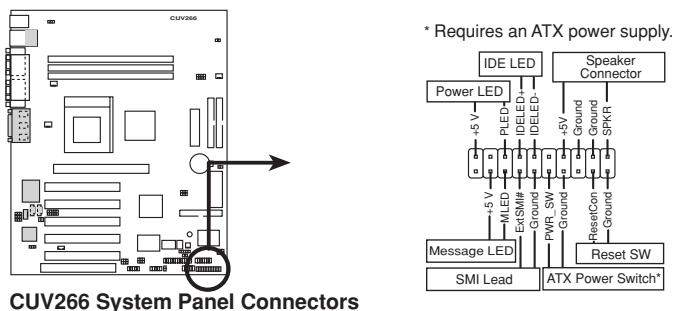 CUV266
* Requires an ATX power supply.
IDE LED
Speaker
Connector
Power LED
+5 V
PLED-
IDELED+
IDELED-
+5V
Ground
Ground
SPKR
+5 V
MLED
ExtSMI#
Ground
PWR_SW
Ground
ResetCon
Ground
Message LED
Reset SW
SMI Lead
ATX Power Switch*
CUV266 System Panel Connectors